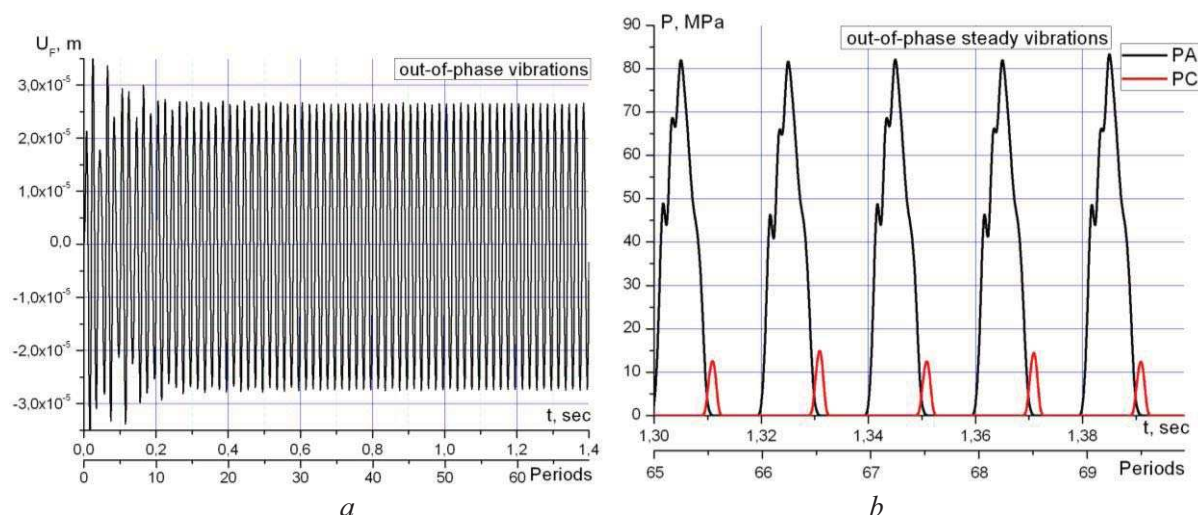 U_F, m
out-of-phase vibrations
3,0x10^-5
2,0x10^-5
1,0x10^-5
0,0
-1,0x10^-5
-2,0x10^-5
-3,0x10^-5
t, sec
0,0 0,2 0,4 0,6 0,8 1,0 1,2 1,4
0 10 20 30 40 50 60 Periods
a
P, MPa
out-of-phase steady vibrations
PA
PC
90
80
70
60
50
40
30
20
10
0
t, sec
1,30 1,32 1,34 1,36 1,38
65 66 67 68 69 Periods
b